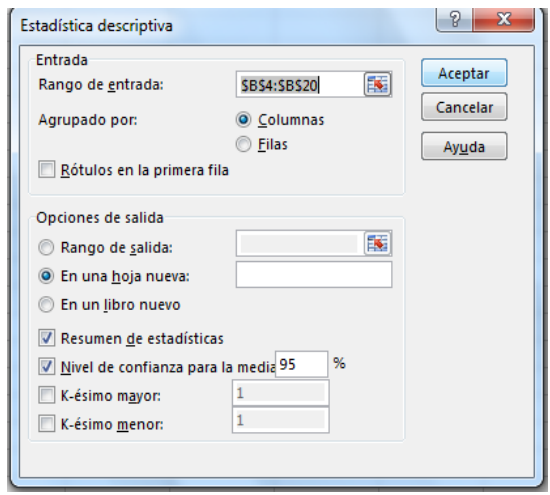 Estadística descriptiva
Entrada
Rango de entrada: $B$4:$B$20
Agrupado por: Columnas
Filas
Rótulos en la primera fila
Aceptar
Cancelar
Ayuda
Opciones de salida
Rango de salida:
En una hoja nueva:
En un libro nuevo
Resumen de estadísticas
Nivel de confianza para la media 95 %
K-ésimo mayor: 1
K-ésimo menor: 1